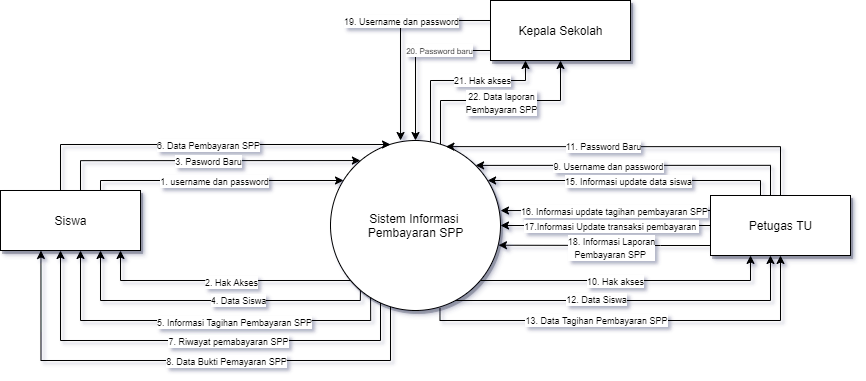 19. Username dan password
Kepala Sekolah
20. Password baru
21. Hak akses
22. Data laporan
Pembayaran SPP
6. Data Pembayaran SPP
3. Pasword Baru
1. username dan password
11. Password Baru
9. Username dan password
15. Informasi update data siswa
Siswa
Sistem Informasi
Pembayaran SPP
16. Informasi update tagihan pembayaran SPP
17.Informasi Update transaksi pembayaran
18. Informasi Laporan
Pembayaran SPP
Petugas TU
2. Hak Akses
4. Data Siswa
5. Informasi Tagihan Pembayaran SPP
7. Riwayat pemabayaran SPP
8. Data Bukti Pemayaran SPP
10. Hak akses
12. Data Siswa
13. Data Tagihan Pembayaran SPP